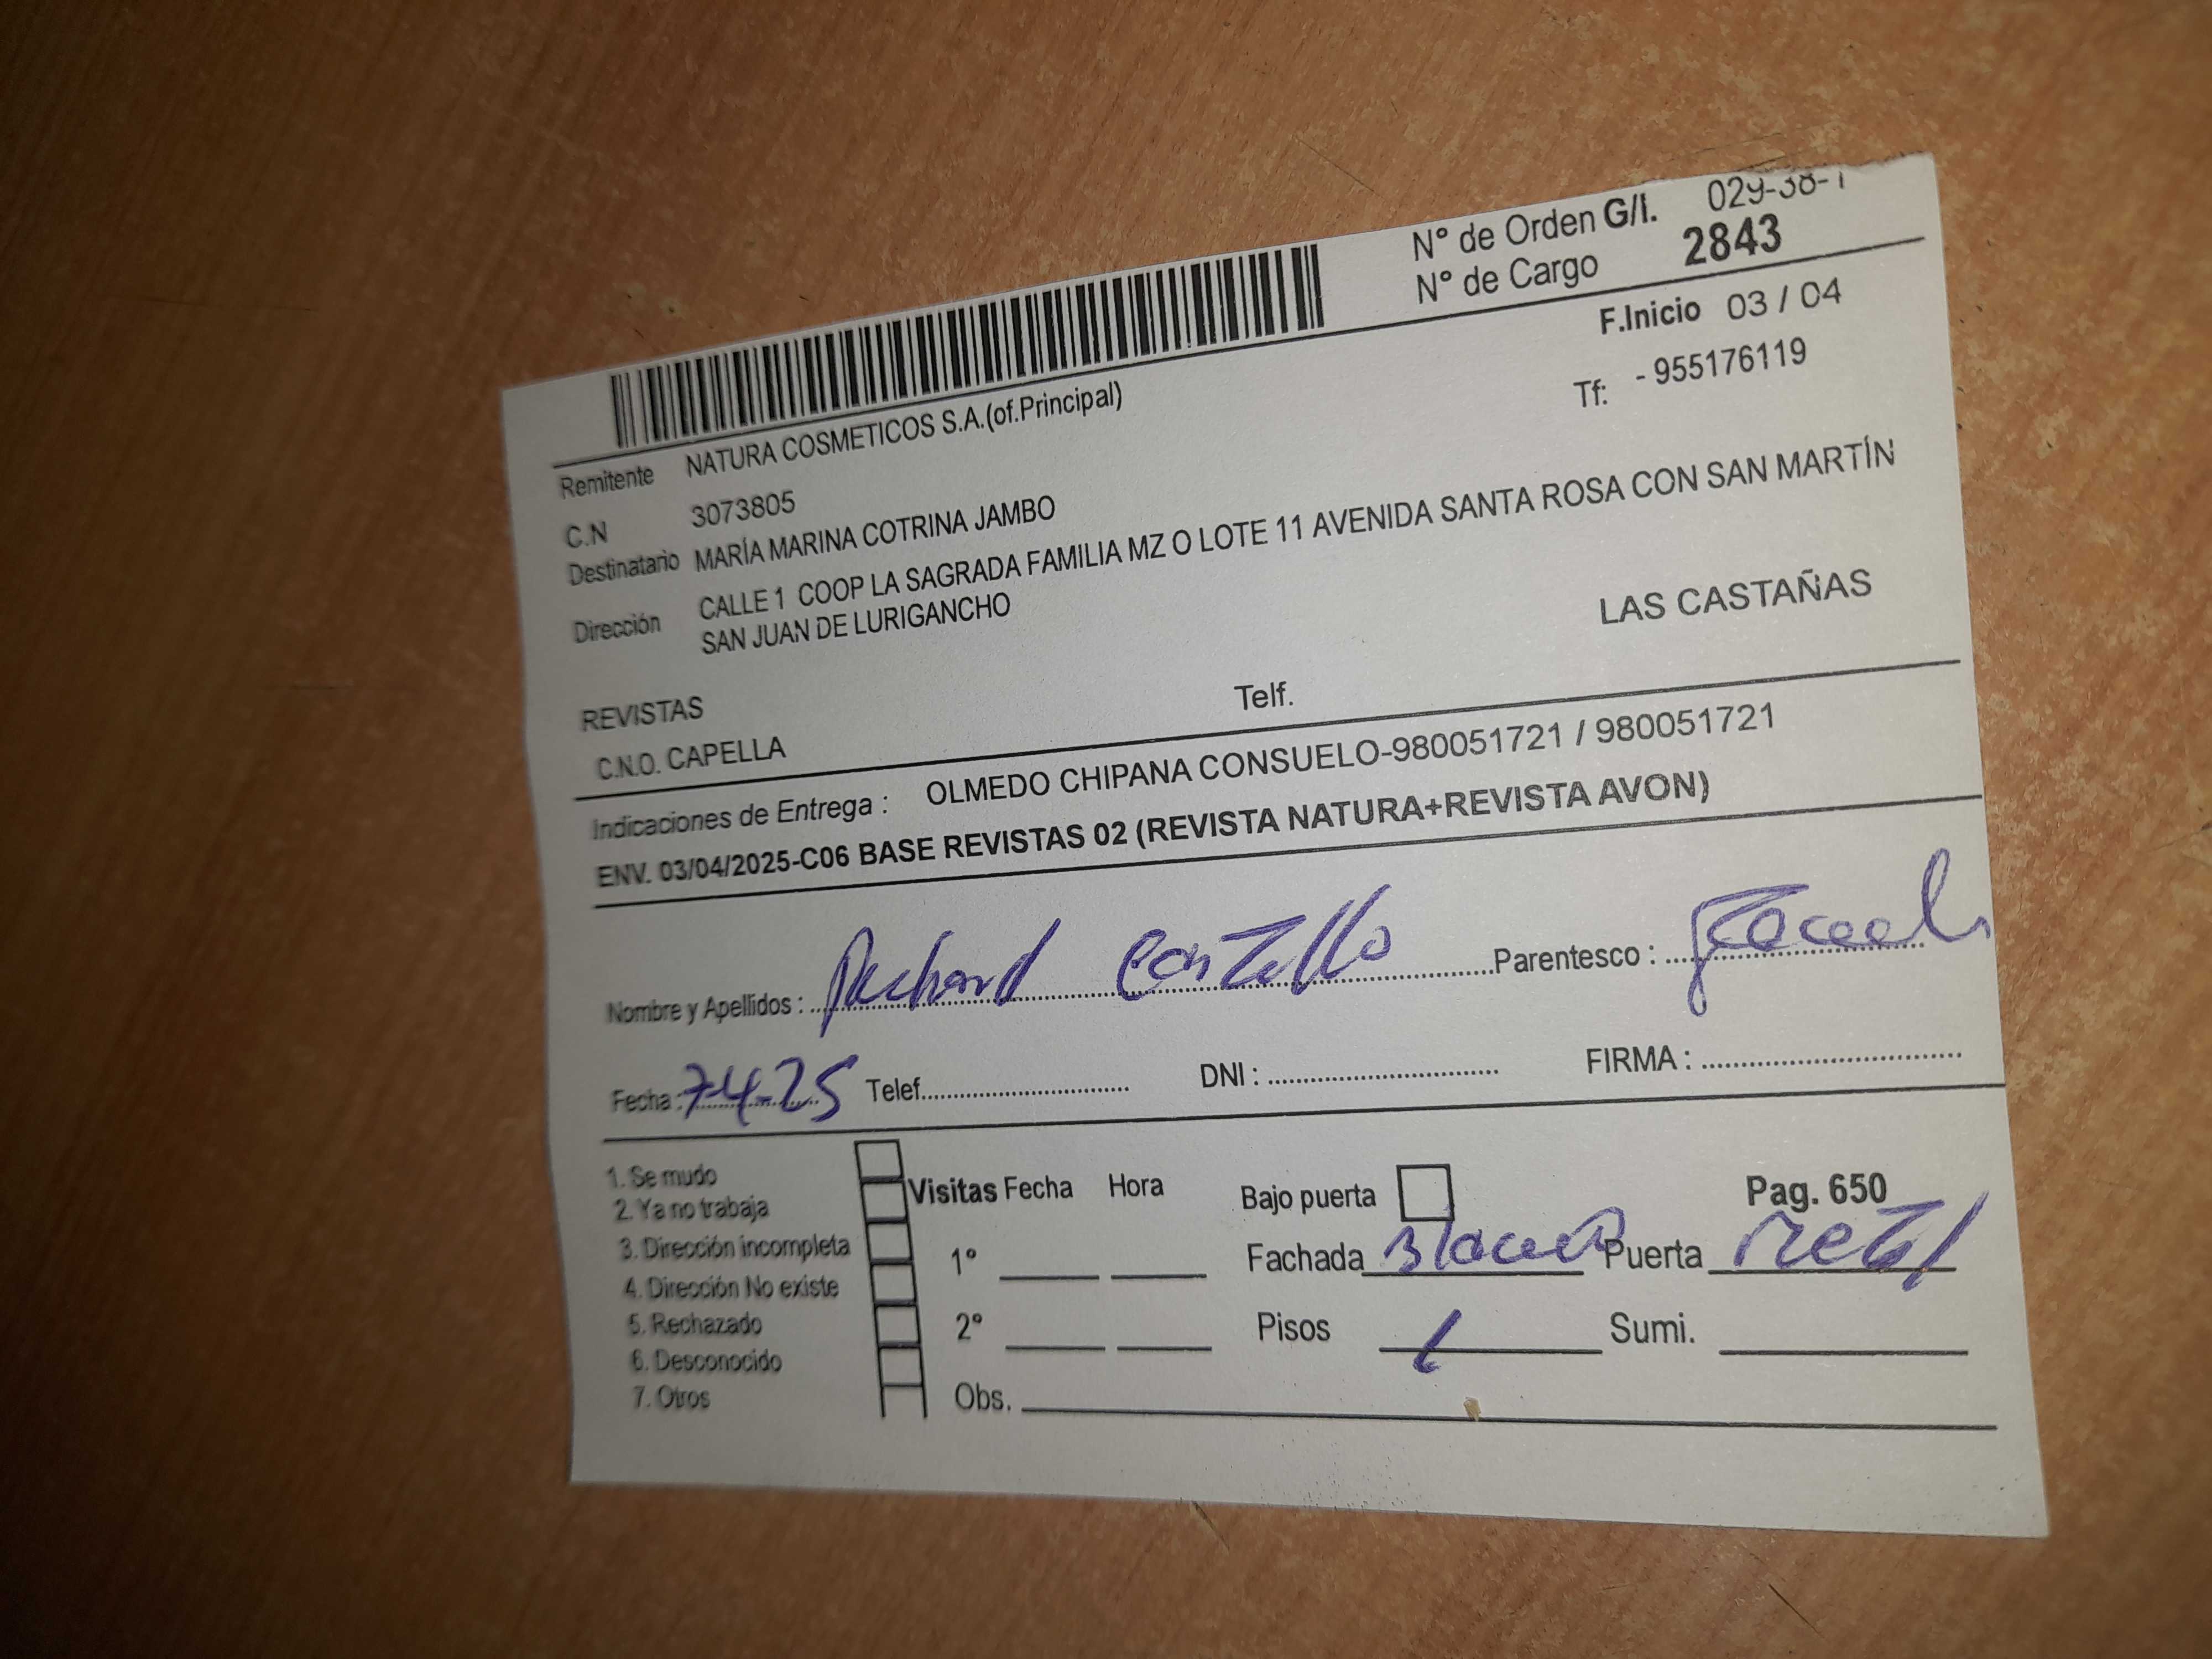 N° de Orden G/I. 029-38-1
N° de Cargo 2843
F.Inicio 03 / 04
Tf: - 955176119
Remitente NATURA COSMETICOS S.A.(of.Principal)
C.N 3073805
Destinatario MARÍA MARINA COTRINA JAMBO
Dirección CALLE 1 COOP LA SAGRADA FAMILIA MZ O LOTE 11 AVENIDA SANTA ROSA CON SAN MARTÍN
SAN JUAN DE LURIGANCHO
LAS CASTAÑAS
REVISTAS Telf.
C.N.O. CAPELLA
Indicaciones de Entrega : OLMEDO CHIPANA CONSUELO-980051721 / 980051721
ENV. 03/04/2025-C06 BASE REVISTAS 02 (REVISTA NATURA+REVISTA AVON)
Nombre y Apellidos : Richard Parentesco :
Fecha : 7-4-25 Telef. DNI : FIRMA :
1. Se mudo
2. Ya no trabaja
3. Dirección incompleta
4. Dirección No existe
5. Rechazado
6. Desconocido
7. Otros
Visitas Fecha Hora
1°
2°
Obs.
Bajo puerta Pag. 650
Fachada Puerta Metal
Pisos 1 Sumi.